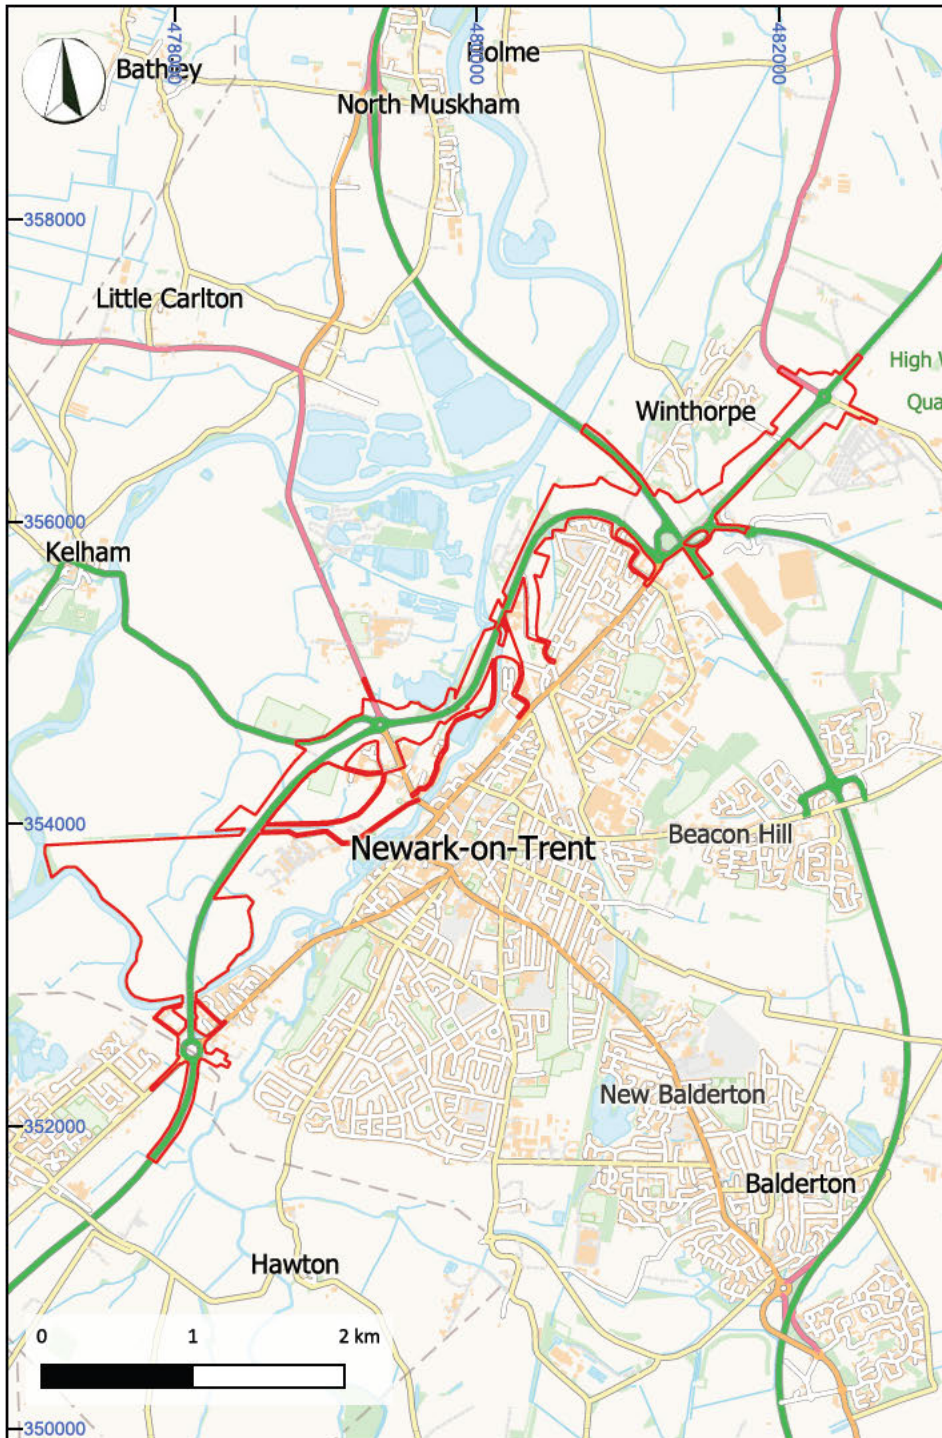 478000
480000
482000
Holme
Bathley
North Muskham
358000
Little Carlton
High
Winthorpe
Qua
356000
Kelham
354000
Beacon Hill
Newark-on-Trent
New Balderton
352000
Balderton
Hawton
0 1 2 km
350000